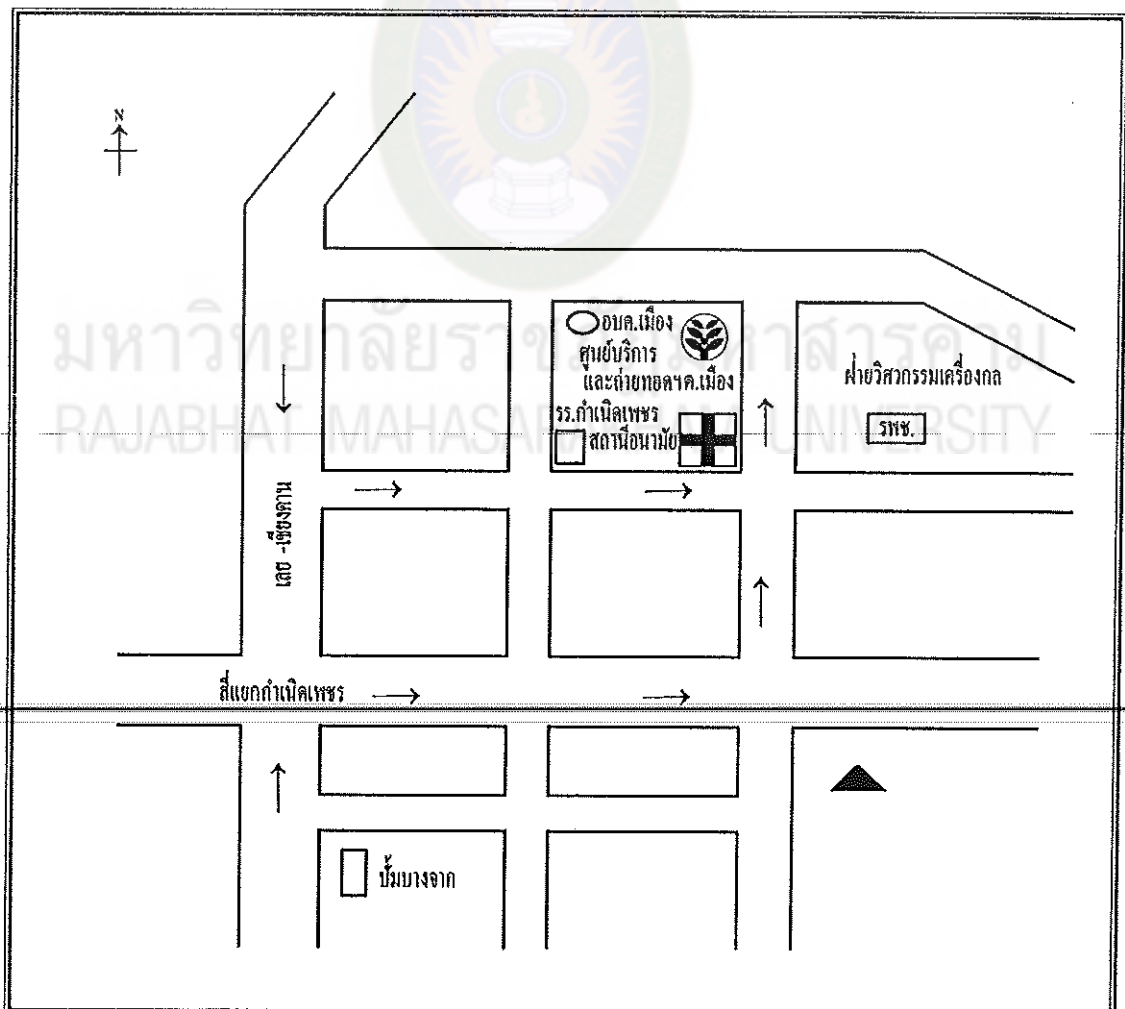 N
มหาวิทยาลัยราชภัฏมหาสารคาม
RAJABHAT MAHASARAKHAM UNIVERSITY
อบต.เมือง
ศูนย์บริการ
และถ่ายทอดฯต.เมือง
รร.กำเนิดเพชร
สถานีอนามัย
ฝ่ายวิศวกรรมเครื่องกล
รพช.
เลย -เชียงคาน
สี่แยกกำเนิดเพชร
ปั๊มบางจาก